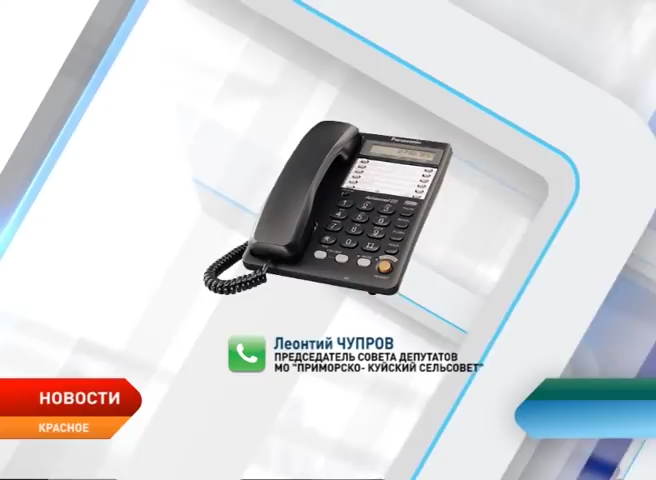 Panasonic
Леонтий ЧУПРОВ
ПРЕДСЕДАТЕЛЬ СОВЕТА ДЕПУТАТОВ
МО "ПРИМОРСКО- КУЙСКИЙ СЕЛЬСОВЕТ"
НОВОСТИ
КРАСНОЕ